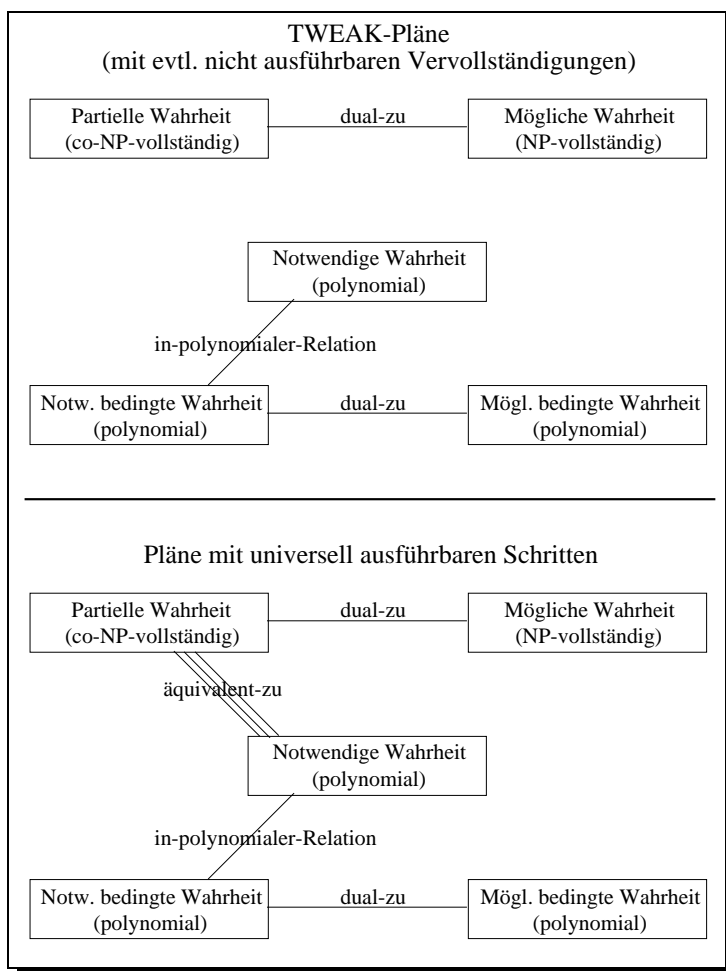 TWEAK-Pläne
(mit evtl. nicht ausführbaren Vervollständigungen)
Partielle Wahrheit
(co-NP-vollständig)
dual-zu
Mögliche Wahrheit
(NP-vollständig)
Notwendige Wahrheit
(polynomial)
in-polynomialer-Relation
Notw. bedingte Wahrheit
(polynomial)
dual-zu
Mögl. bedingte Wahrheit
(polynomial)
Pläne mit universell ausführbaren Schritten
Partielle Wahrheit
(co-NP-vollständig)
dual-zu
Mögliche Wahrheit
(NP-vollständig)
äquivalent-zu
Notwendige Wahrheit
(polynomial)
in-polynomialer-Relation
Notw. bedingte Wahrheit
(polynomial)
dual-zu
Mögl. bedingte Wahrheit
(polynomial)